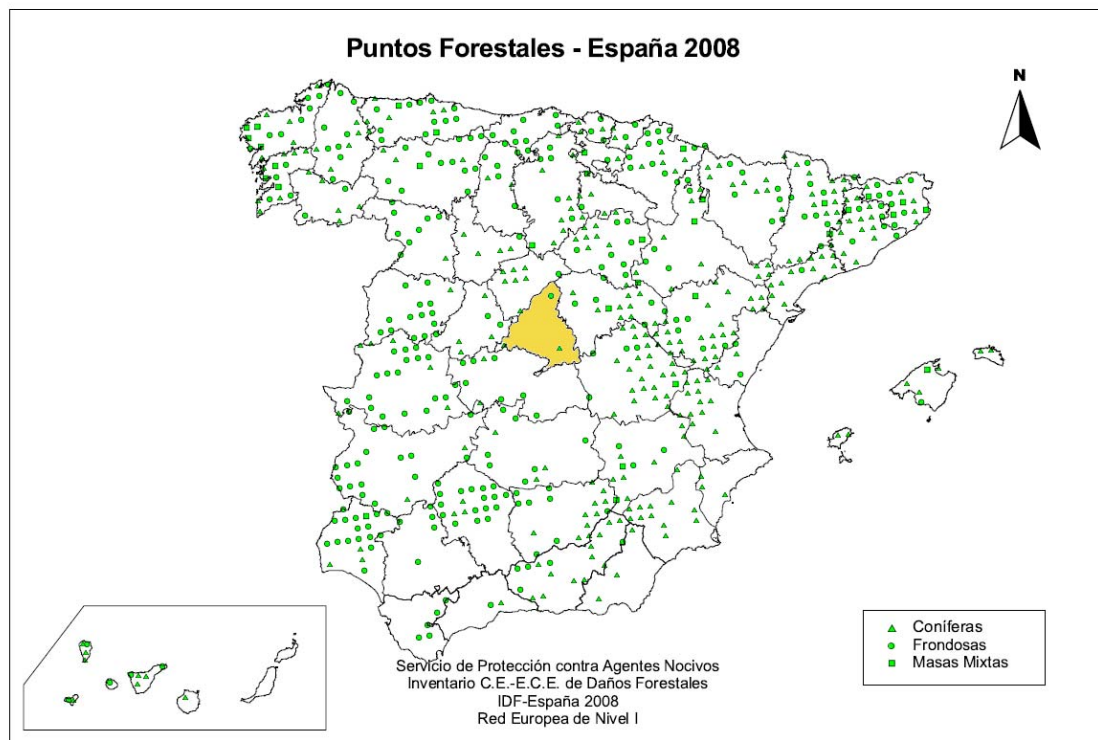 Puntos Forestales - España 2008
N
Coníferas
Frondosas
Masas Mixtas
Servicio de Protección contra Agentes Nocivos
Inventario C.E.-E.C.E. de Daños Forestales
IDF-España 2008
Red Europea de Nivel I